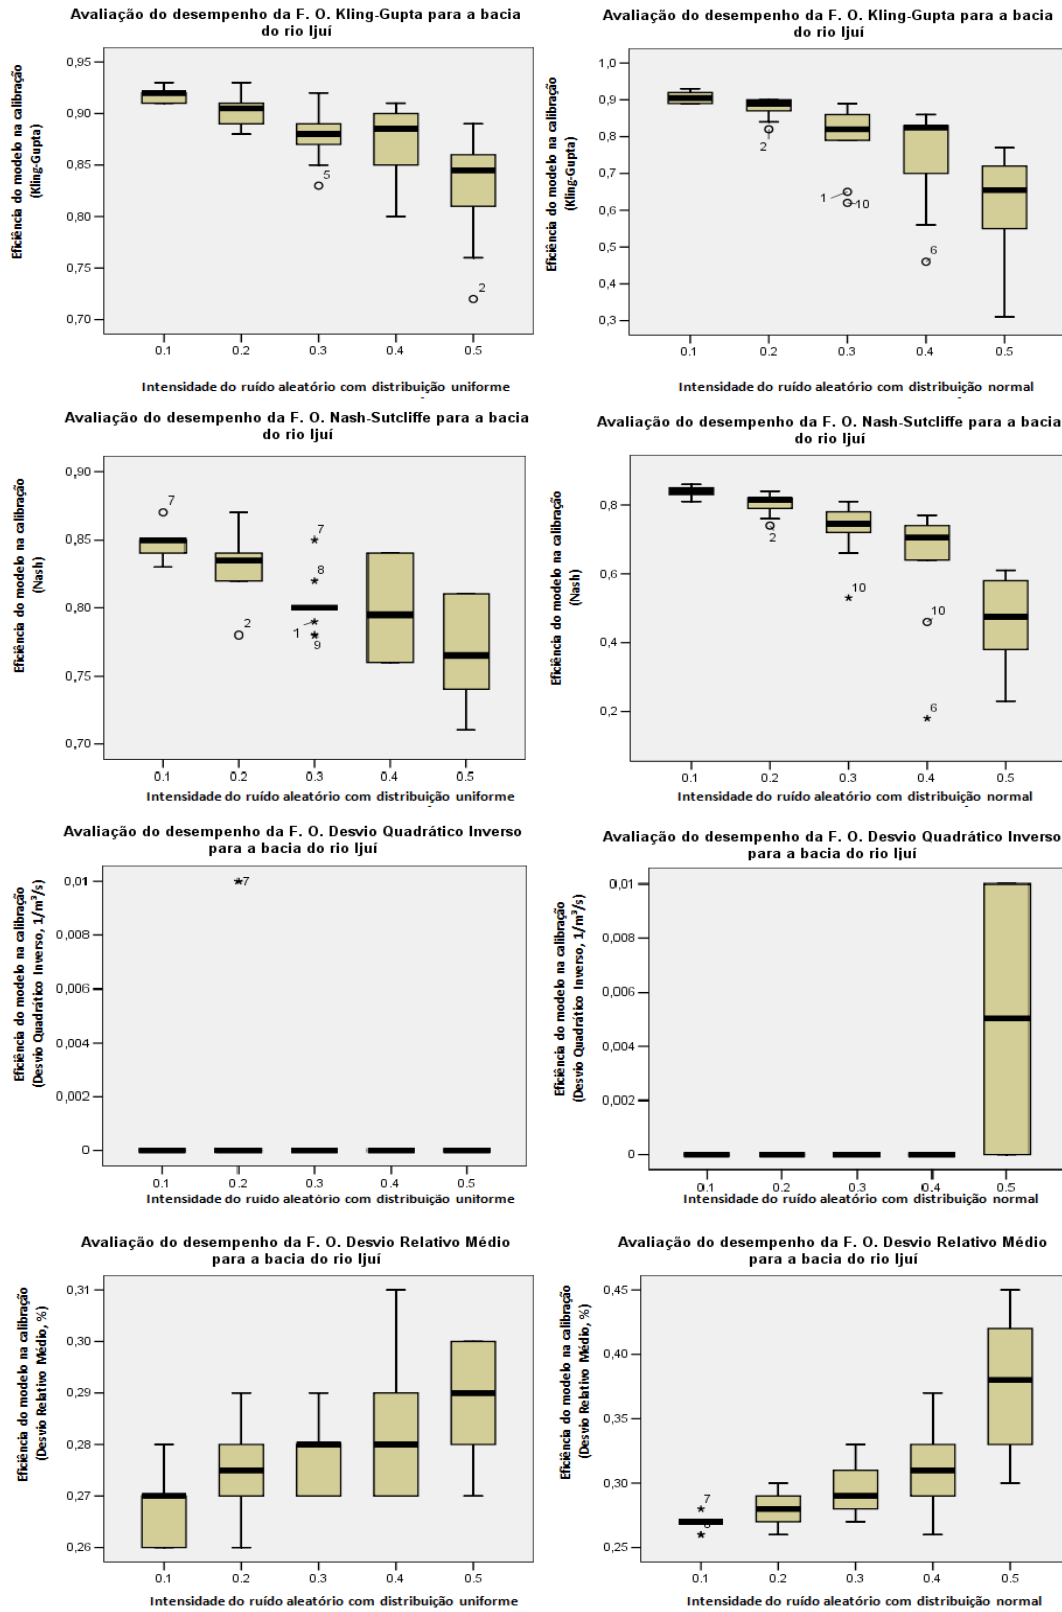 Avaliação do desempenho da F. O. Kling-Gupta para a bacia
do rio Ijuí
Eficiência do modelo na calibração
(Kling-Gupta)
0,95
0,90
0,85
0,80
0,75
0,70
5
2
0.1 0.2 0.3 0.4 0.5
Intensidade do ruído aleatório com distribuição uniforme
Avaliação do desempenho da F. O. Kling-Gupta para a bacia
do rio Ijuí
Eficiência do modelo na calibração
(Kling-Gupta)
1,0
0,9
0,8
0,7
0,6
0,5
0,4
0,3
2
1
10
6
0.1 0.2 0.3 0.4 0.5
Intensidade do ruído aleatório com distribuição normal
Avaliação do desempenho da F. O. Nash-Sutcliffe para a bacia
do rio Ijuí
Eficiência do modelo na calibração
(Nash)
0,90
0,85
0,80
0,75
0,70
7
2
7
8
1
9
0.1 0.2 0.3 0.4 0.5
Intensidade do ruído aleatório com distribuição uniforme
Avaliação do desempenho da F. O. Nash-Sutcliffe para a bacia
do rio Ijuí
Eficiência do modelo na calibração
(Nash)
0,8
0,6
0,4
0,2
2
10
10
6
0.1 0.2 0.3 0.4 0.5
Intensidade do ruído aleatório com distribuição normal
Avaliação do desempenho da F. O. Desvio Quadrático Inverso
para a bacia do rio Ijuí
Eficiência do modelo na calibração
(Desvio Quadrático Inverso, 1/m³/s)
0,01
0,008
0,006
0,004
0,002
0
7
0.1 0.2 0.3 0.4 0.5
Intensidade do ruído aleatório com distribuição uniforme
Avaliação do desempenho da F. O. Desvio Quadrático Inverso
para a bacia do rio Ijuí
Eficiência do modelo na calibração
(Desvio Quadrático Inverso, 1/m³/s)
0,01
0,008
0,006
0,004
0,002
0
0.1 0.2 0.3 0.4 0.5
Intensidade do ruído aleatório com distribuição normal
Avaliação do desempenho da F. O. Desvio Relativo Médio
para a bacia do rio Ijuí
Eficiência do modelo na calibração
(Desvio Relativo Médio, %)
0,31
0,30
0,29
0,28
0,27
0,26
0.1 0.2 0.3 0.4 0.5
Intensidade do ruído aleatório com distribuição uniforme
Avaliação do desempenho da F. O. Desvio Relativo Médio
para a bacia do rio Ijuí
Eficiência do modelo na calibração
(Desvio Relativo Médio, %)
0,45
0,40
0,35
0,30
0,25
7
0.1 0.2 0.3 0.4 0.5
Intensidade do ruído aleatório com distribuição normal